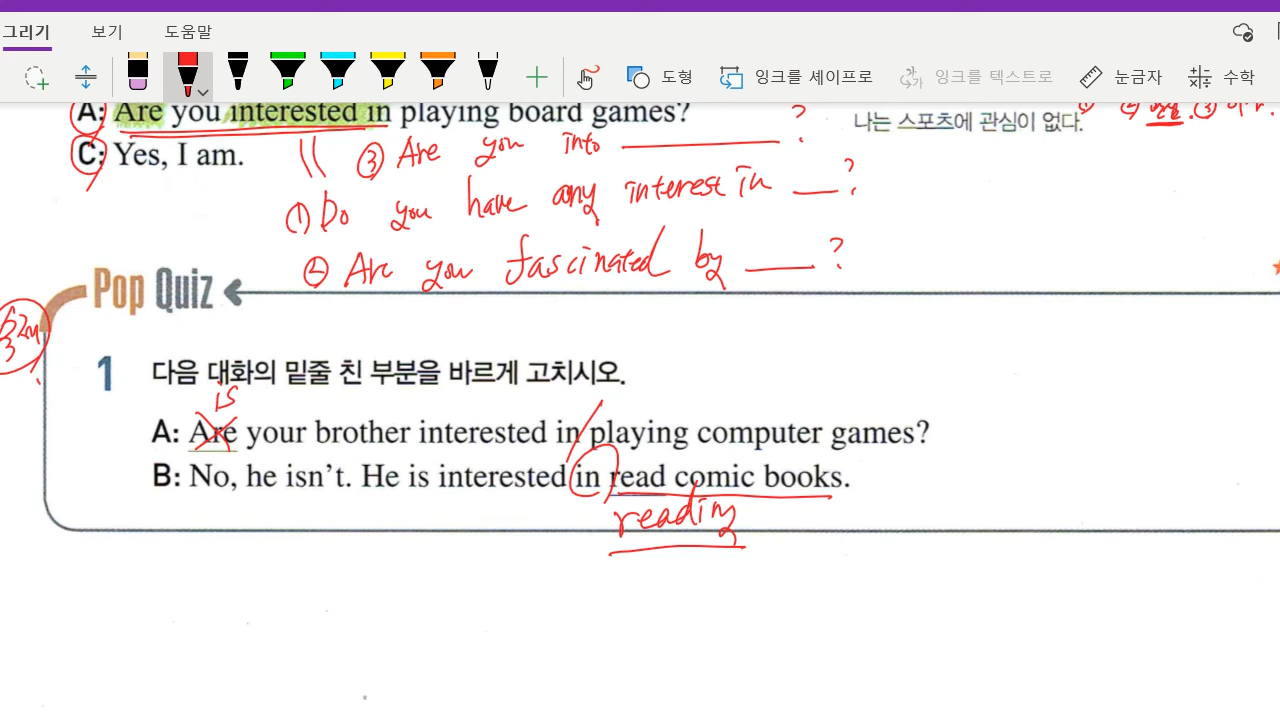 그리기 보기 도움말
도형 잉크를 셰이프로 잉크를 텍스트로 눈금자 수학
A: Are you interested in playing board games?
나는 스포츠에 관심이 없다.
C: Yes, I am.
③ Are you into ?
① Do you have any interest in ?
② Are you fascinated by ?
Pop Quiz
1 다음 대화의 밑줄 친 부분을 바르게 고치시오.
is
A: Are your brother interested in playing computer games?
B: No, he isn't. He is interested in read comic books.
reading